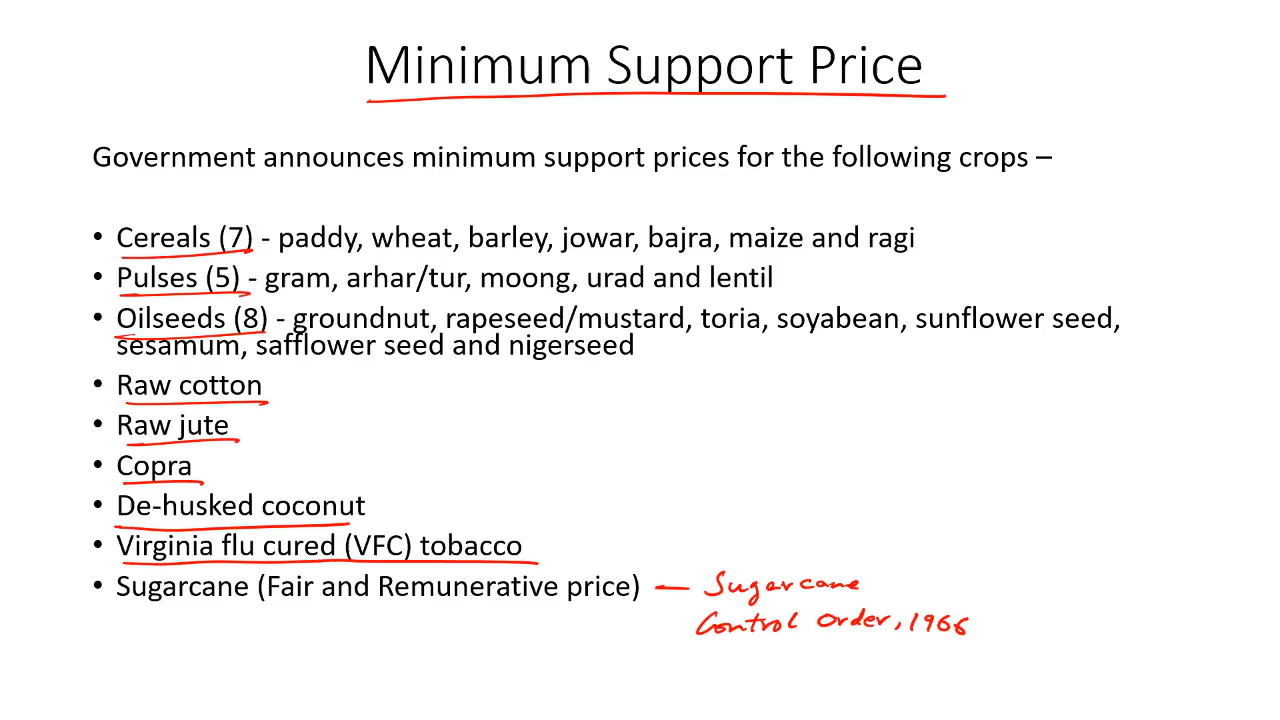 Minimum Support Price
Government announces minimum support prices for the following crops –
• Cereals (7) - paddy, wheat, barley, jowar, bajra, maize and ragi
• Pulses (5) - gram, arhar/tur, moong, urad and lentil
• Oilseeds (8) - groundnut, rapeseed/mustard, toria, soyabean, sunflower seed,
sesamum, safflower seed and nigerseed
• Raw cotton
• Raw jute
• Copra
• De-husked coconut
• Virginia flu cured (VFC) tobacco
• Sugarcane (Fair and Remunerative price) — Sugarcane
Control Order, 1966